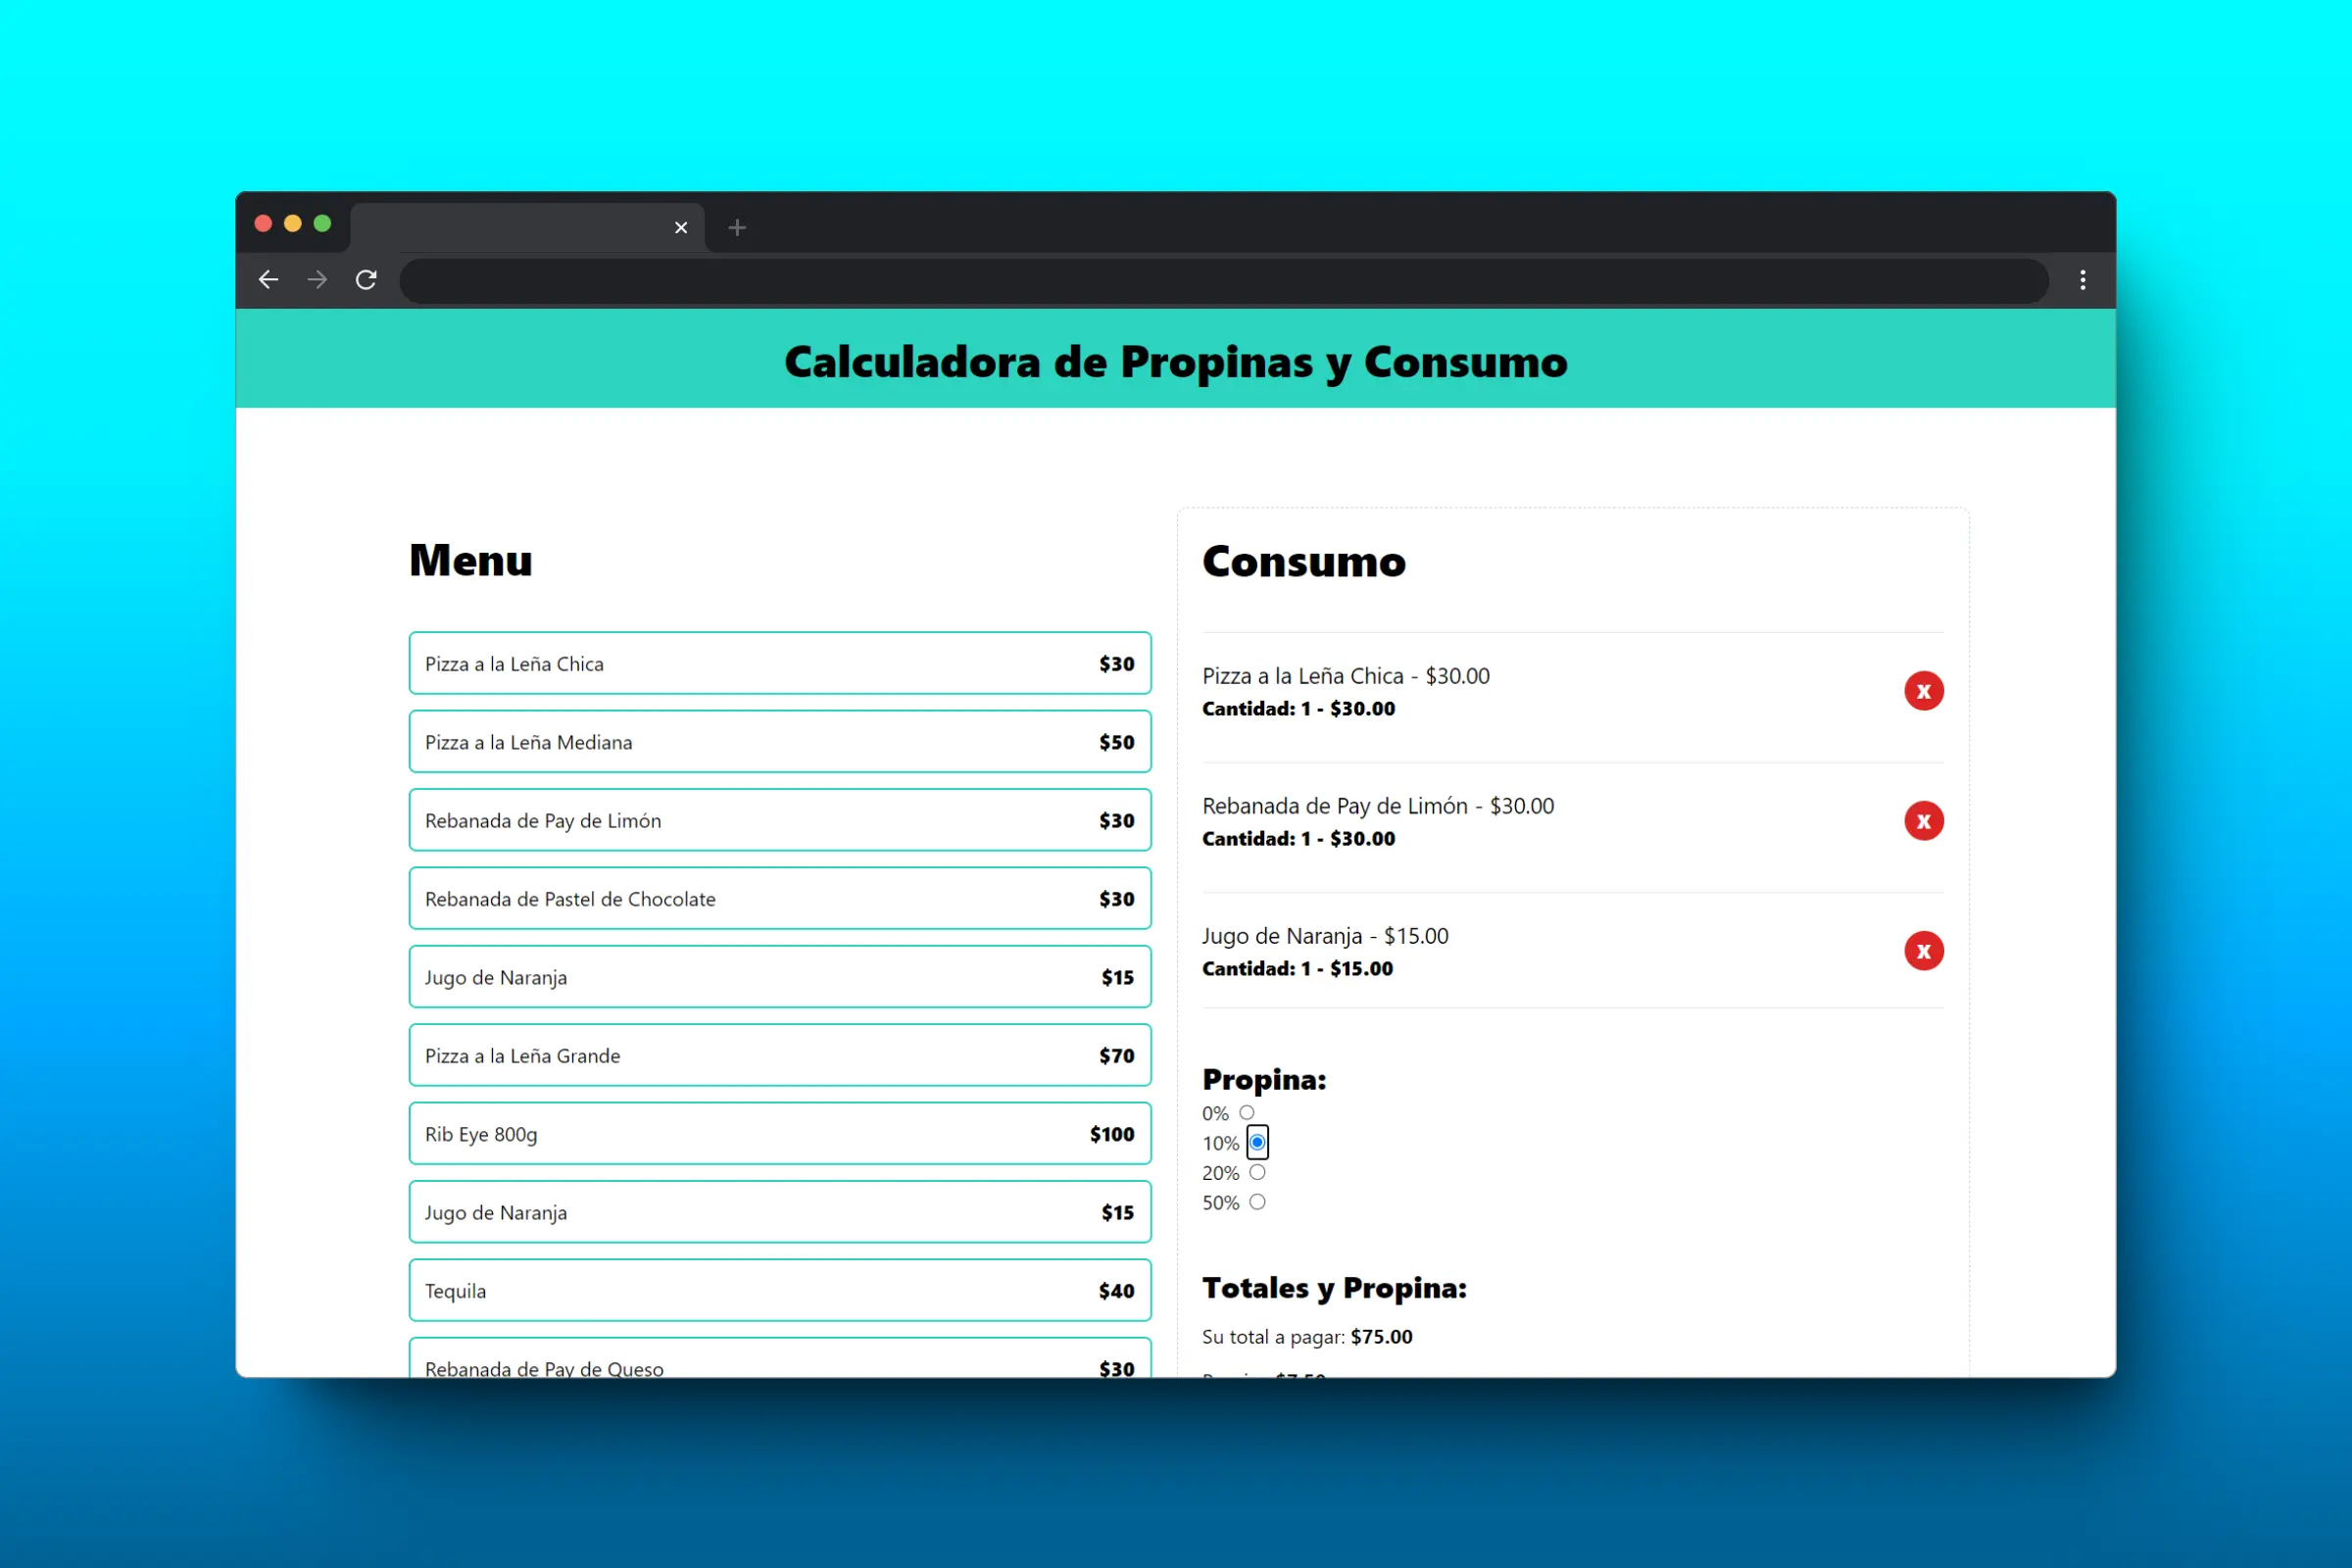 Calculadora de Propinas y Consumo
Menu
Pizza a la Leña Chica $30
Pizza a la Leña Mediana $50
Rebanada de Pay de Limón $30
Rebanada de Pastel de Chocolate $30
Jugo de Naranja $15
Pizza a la Leña Grande $70
Rib Eye 800g $100
Jugo de Naranja $15
Tequila $40
Rebanada de Pay de Queso $30
Consumo
Pizza a la Leña Chica - $30.00
Cantidad: 1 - $30.00
X
Rebanada de Pay de Limón - $30.00
Cantidad: 1 - $30.00
X
Jugo de Naranja - $15.00
Cantidad: 1 - $15.00
X
Propina:
0%
10%
20%
50%
Totales y Propina:
Su total a pagar: $75.00